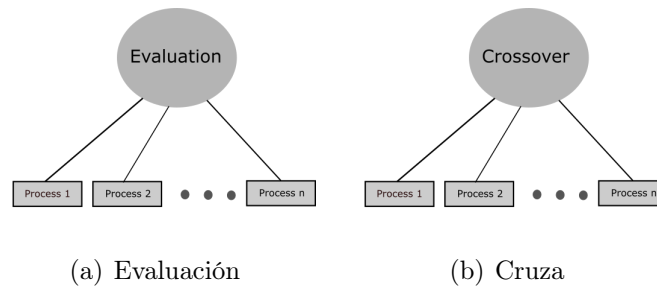 Evaluation
Crossover
Process 1
Process 2
Process n
Process 1
Process 2
Process n
(a) Evaluación
(b) Cruza